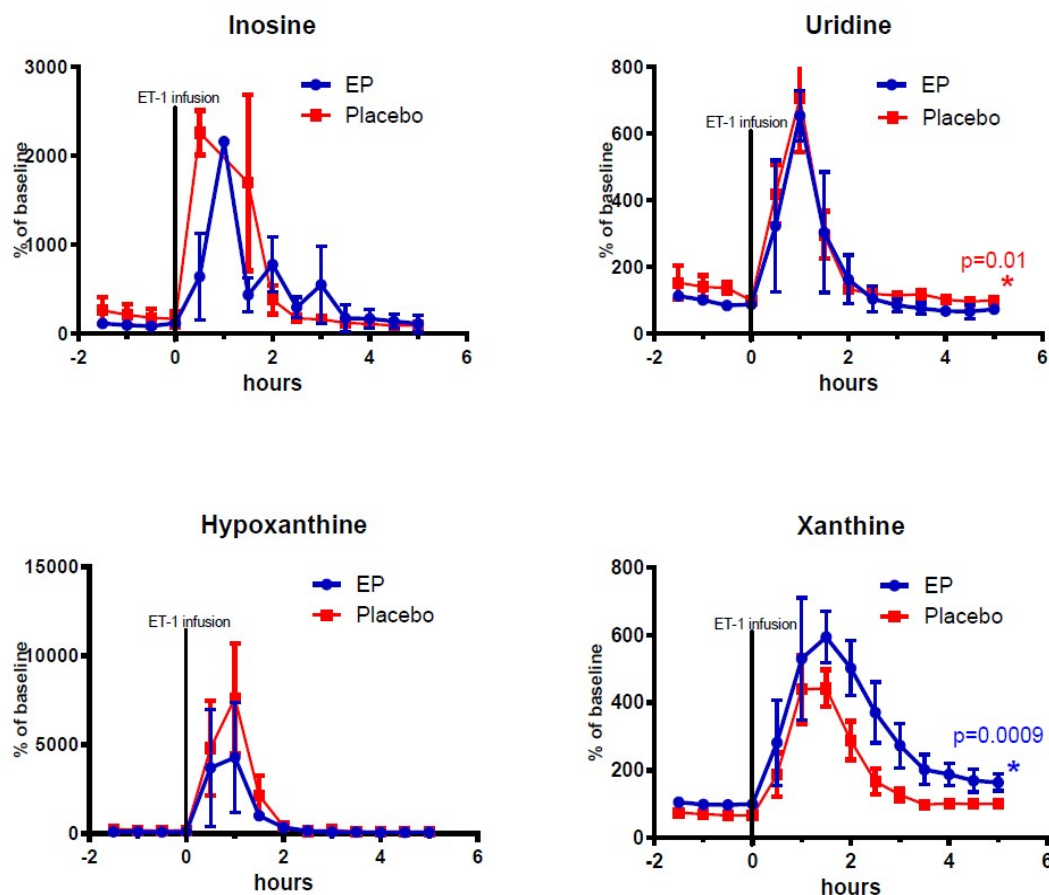 Inosine
3000
2000
1000
0
-2 0 2 4 6
% of baseline
hours
ET-1 infusion
EP
Placebo
Uridine
800
600
400
200
0
-2 0 2 4 6
% of baseline
hours
ET-1 infusion
EP
Placebo
p=0.01
*
Hypoxanthine
15000
10000
5000
0
-2 0 2 4 6
% of baseline
hours
ET-1 infusion
EP
Placebo
Xanthine
800
600
400
200
0
-2 0 2 4 6
% of baseline
hours
ET-1 infusion
EP
Placebo
p=0.0009
*